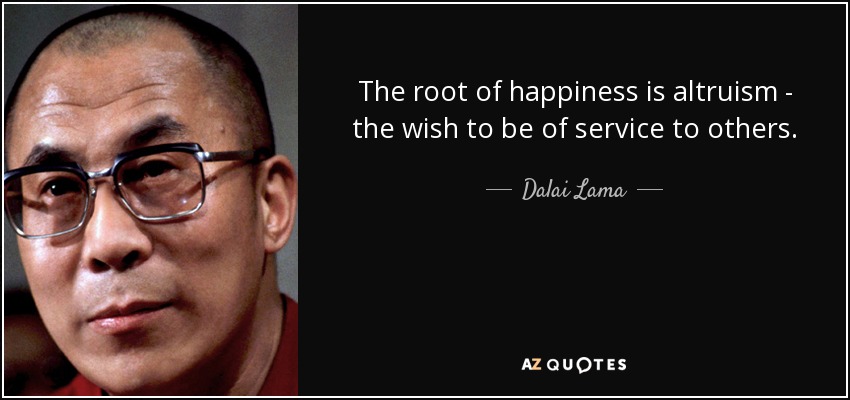 The root of happiness is altruism -
the wish to be of service to others.
Dalai Lama
AZ QUOTES